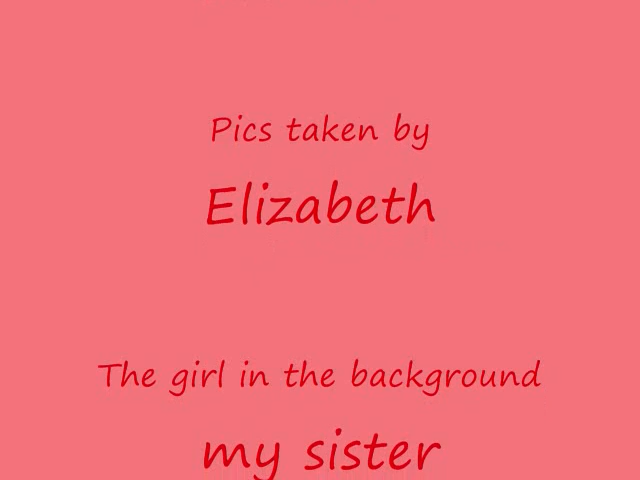 Pics taken by
Elizabeth
The girl in the background
my sister